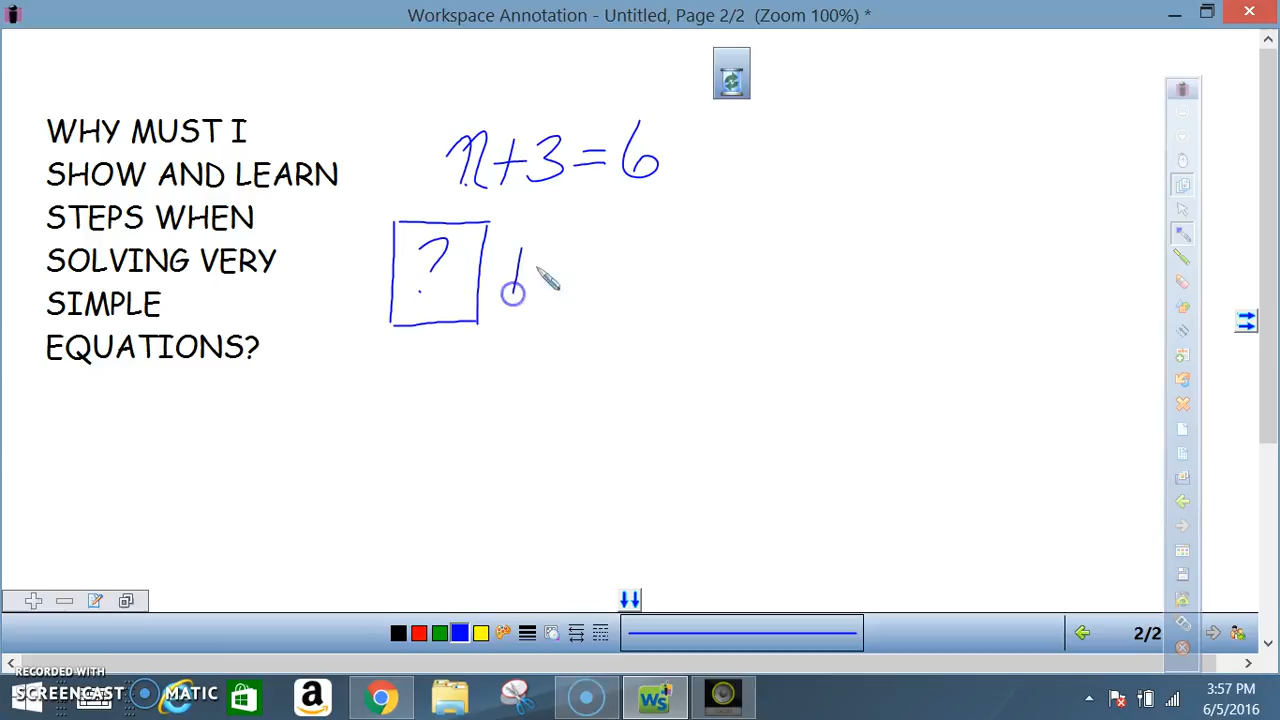 Workspace Annotation - Untitled, Page 2/2 (Zoom 100%) *
WHY MUST I
SHOW AND LEARN
STEPS WHEN
SOLVING VERY
SIMPLE
EQUATIONS?
n+3=6
?
2/2
RECORDED WITH
SCREENCAST MATIC
WS
3:57 PM
6/5/2016